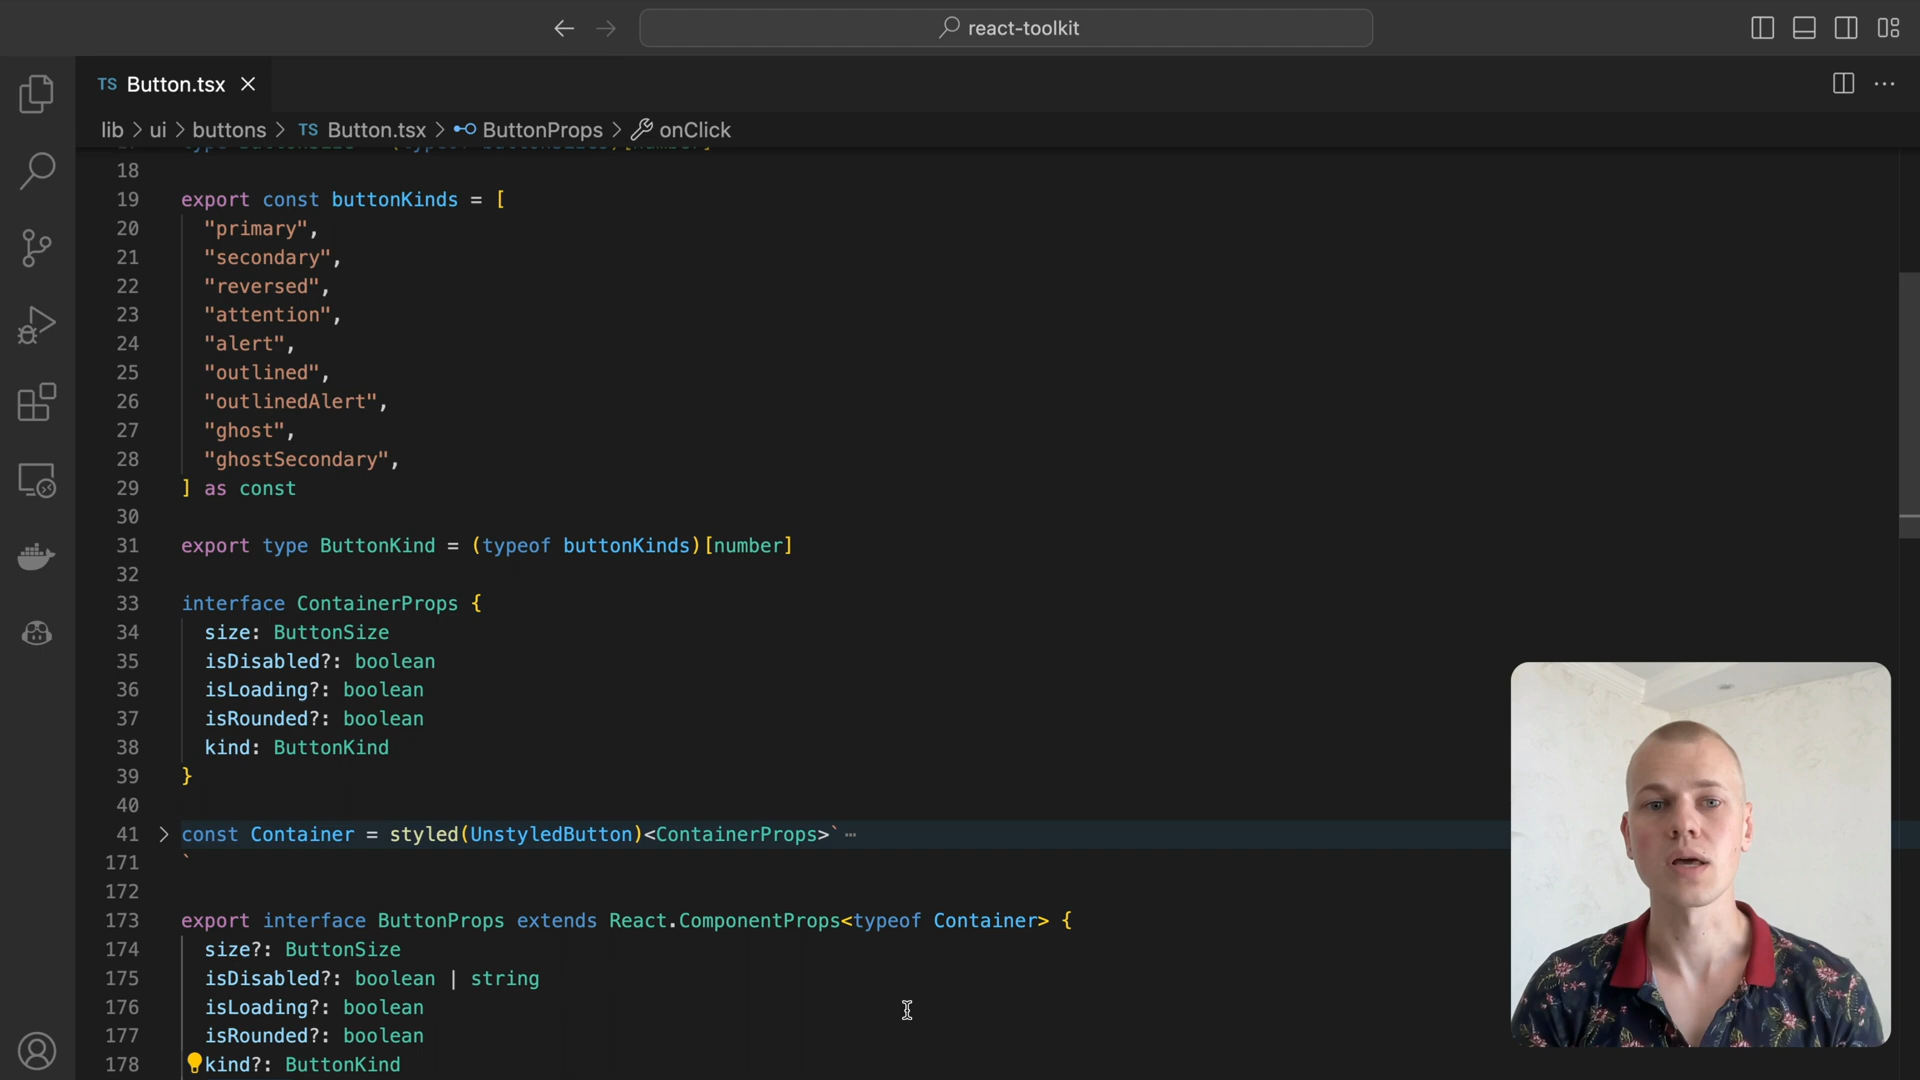 react-toolkit
TS Button.tsx
lib > ui > buttons > TS Button.tsx > ButtonProps > onClick
18
19 export const buttonKinds = [
20 "primary",
21 "secondary",
22 "reversed",
23 "attention",
24 "alert",
25 "outlined",
26 "outlinedAlert",
27 "ghost",
28 "ghostSecondary",
29 ] as const
30
31 export type ButtonKind = (typeof buttonKinds)[number]
32
33 interface ContainerProps {
34 size: ButtonSize
35 isDisabled?: boolean
36 isLoading?: boolean
37 isRounded?: boolean
38 kind: ButtonKind
39 }
40
41 const Container = styled(UnstyledButton)<ContainerProps>` ⋯
171 `
172
173 export interface ButtonProps extends React.ComponentProps<typeof Container> {
174 size?: ButtonSize
175 isDisabled?: boolean | string
176 isLoading?: boolean
177 isRounded?: boolean
178 kind?: ButtonKind